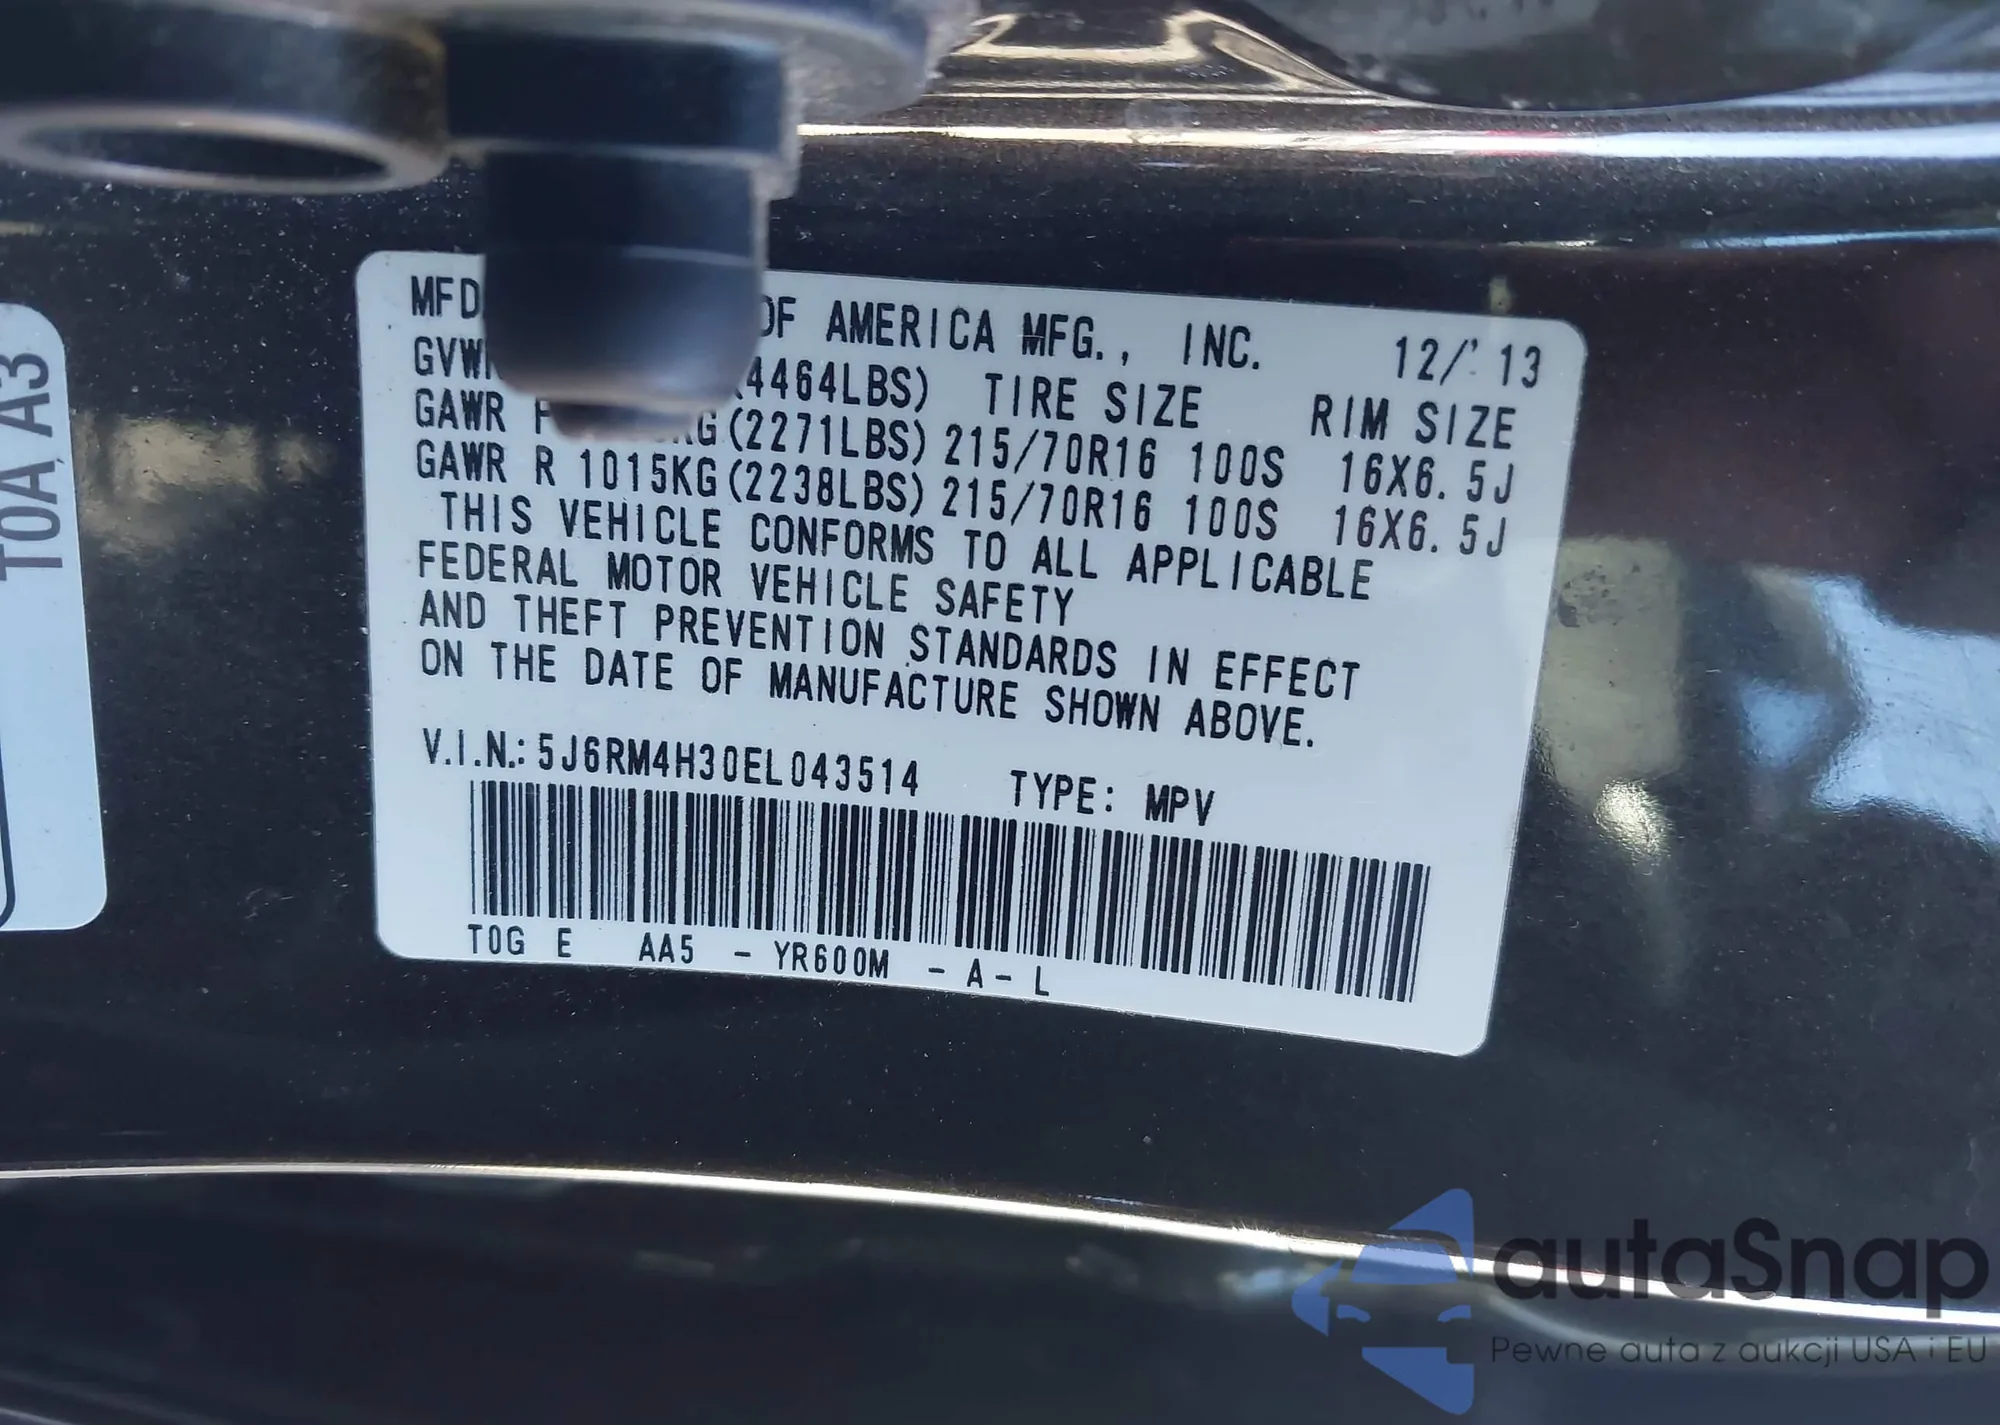 MFD OF AMERICA MFG., INC. 12/'13
(4464LBS) TIRE SIZE RIM SIZE
GAWR (2271LBS) 215/70R16 100S 16X6.5J
GAWR R 1015KG (2238LBS) 215/70R16 100S 16X6.5J
THIS VEHICLE CONFORMS TO ALL APPLICABLE
FEDERAL MOTOR VEHICLE SAFETY
AND THEFT PREVENTION STANDARDS IN EFFECT
ON THE DATE OF MANUFACTURE SHOWN ABOVE.
V.I.N.: 5J6RM4H30EL043514 TYPE: MPV
T0G E AA5 - YR600M - A - L
T0A A3
autaSnap
Pewne auta z aukcji USA i EU